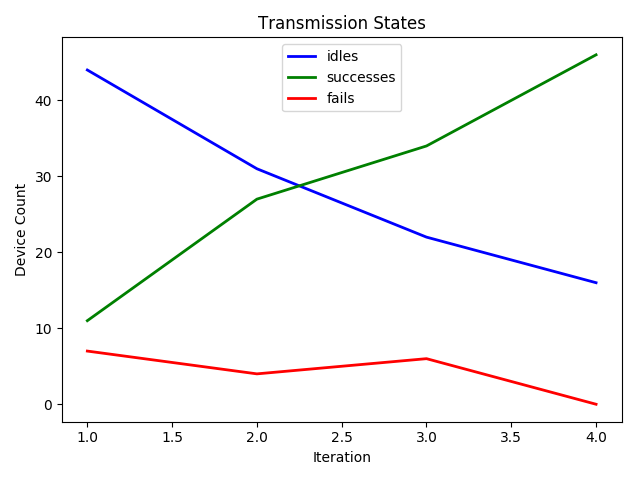 Transmission States
idles
successes
fails
Device Count
40
30
20
10
0
1.0 1.5 2.0 2.5 3.0 3.5 4.0
Iteration